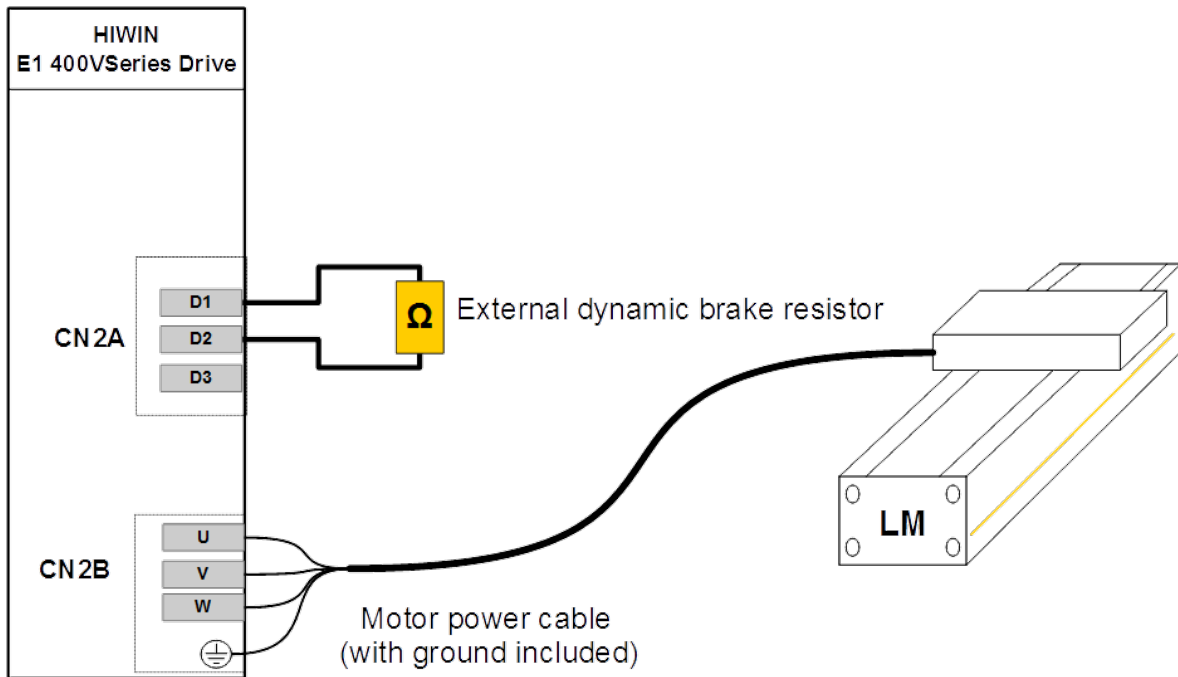 HIWIN
E1 400VSeries Drive
CN2A
D1
D2
D3
Ω
External dynamic brake resistor
CN2B
U
V
W
Motor power cable
(with ground included)
LM